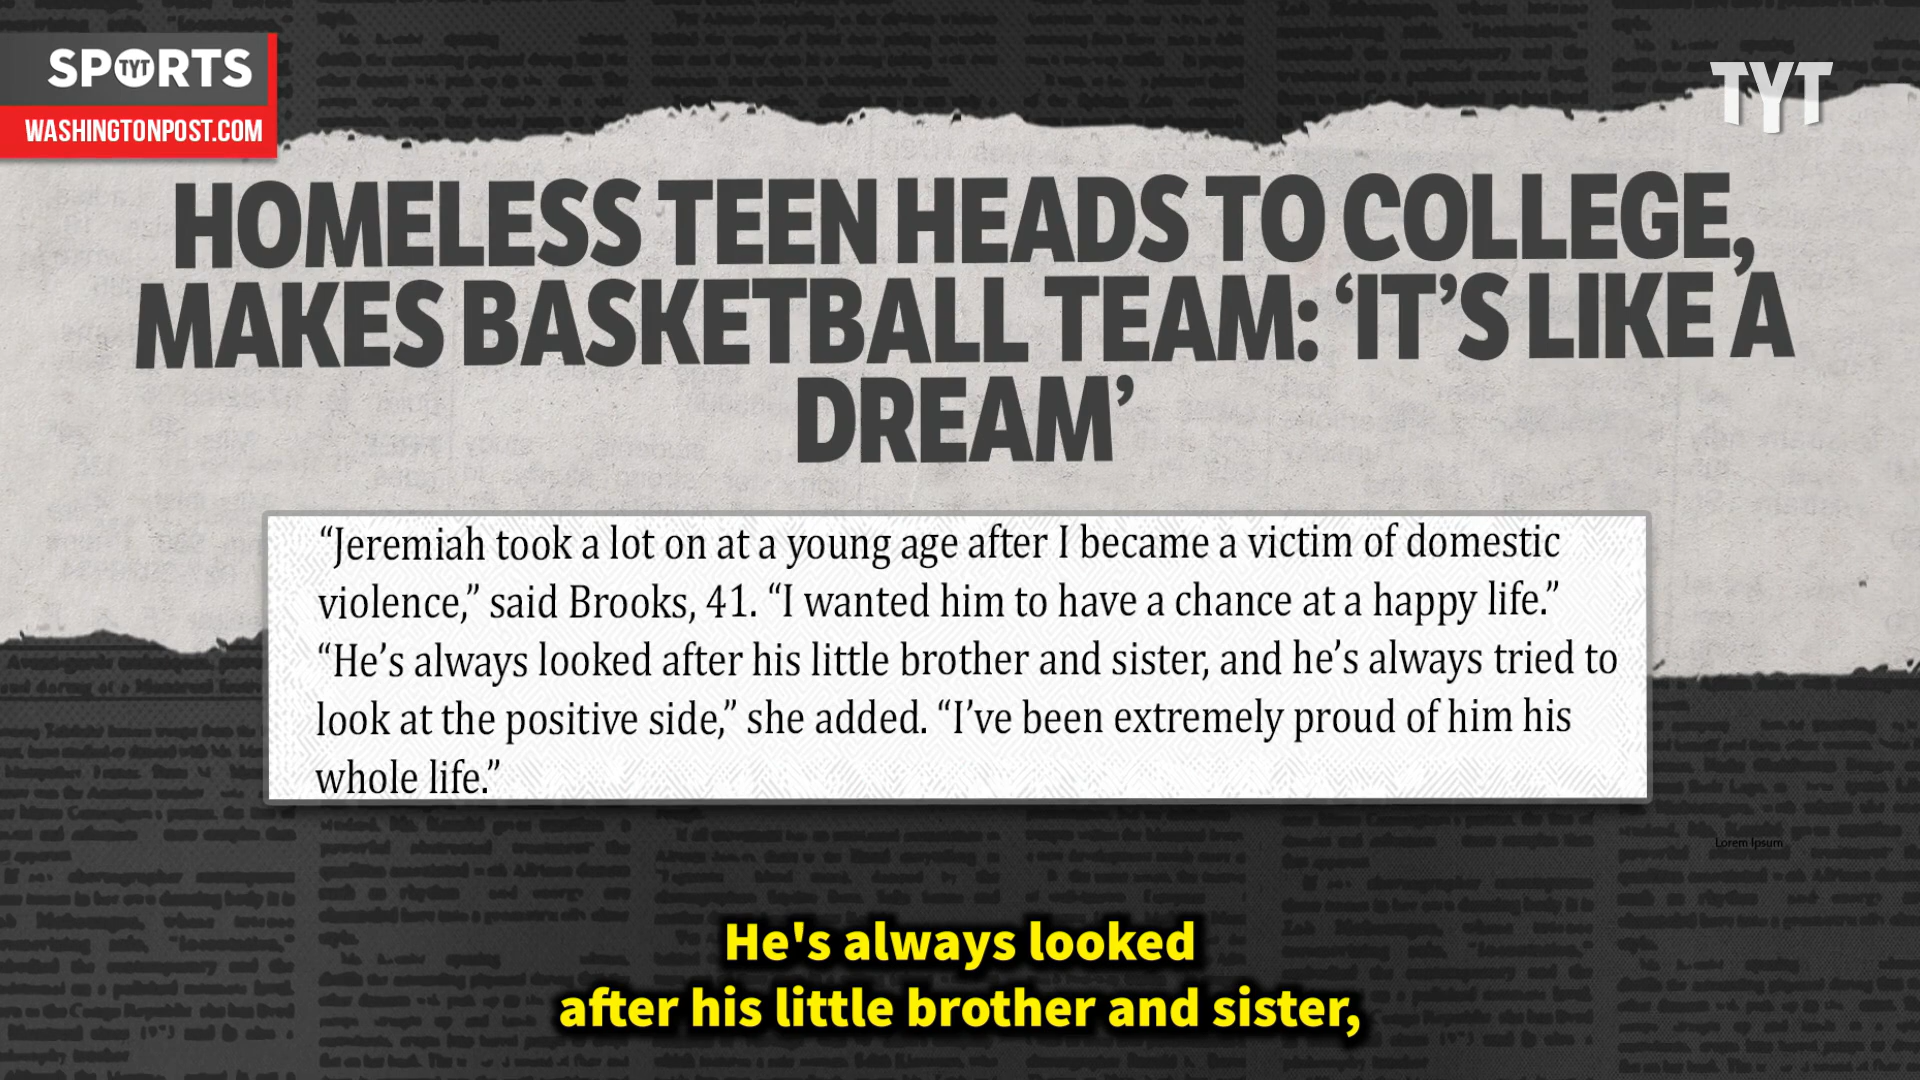 SPORTS
TYT
WASHINGTONPOST.COM
TYT
HOMELESS TEEN HEADS TO COLLEGE,
MAKES BASKETBALL TEAM: ‘IT’S LIKE A
DREAM’
“Jeremiah took a lot on at a young age after I became a victim of domestic
violence,” said Brooks, 41. “I wanted him to have a chance at a happy life.”
“He’s always looked after his little brother and sister, and he’s always tried to
look at the positive side,” she added. “I’ve been extremely proud of him his
whole life.”
Lorem Ipsum
He's always looked
after his little brother and sister,